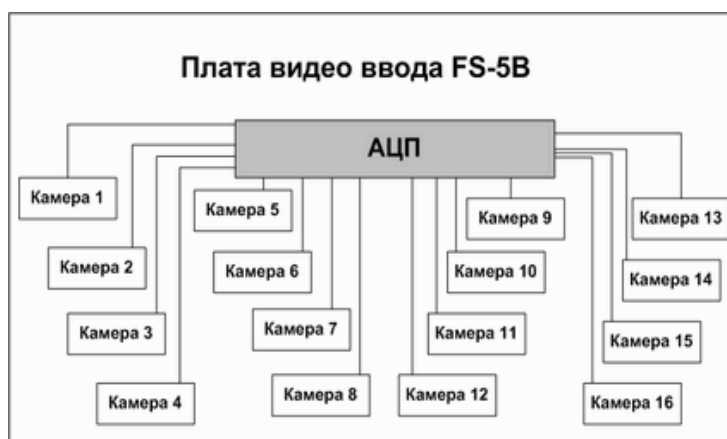 Плата видео ввода FS-5B
АЦП
Камера 1
Камера 2
Камера 3
Камера 4
Камера 5
Камера 6
Камера 7
Камера 8
Камера 9
Камера 10
Камера 11
Камера 12
Камера 13
Камера 14
Камера 15
Камера 16